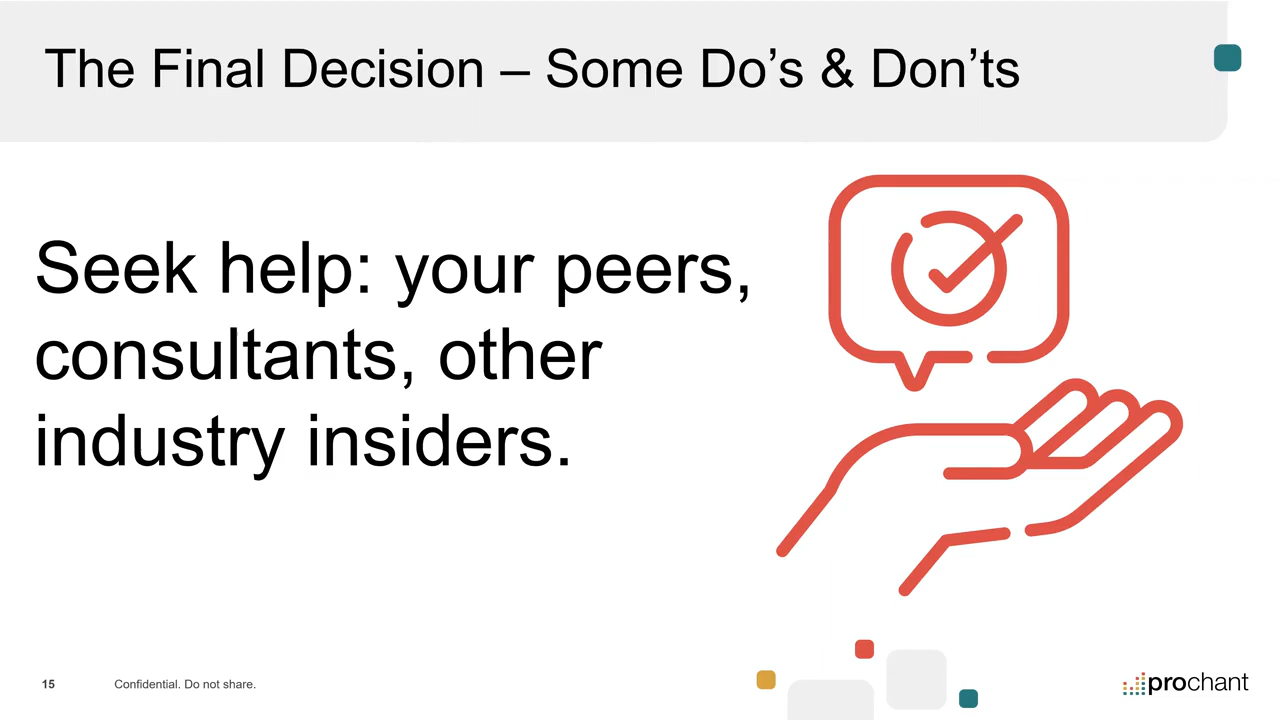 The Final Decision – Some Do’s & Don’ts
Seek help: your peers,
consultants, other
industry insiders.
15
Confidential. Do not share.
prochant